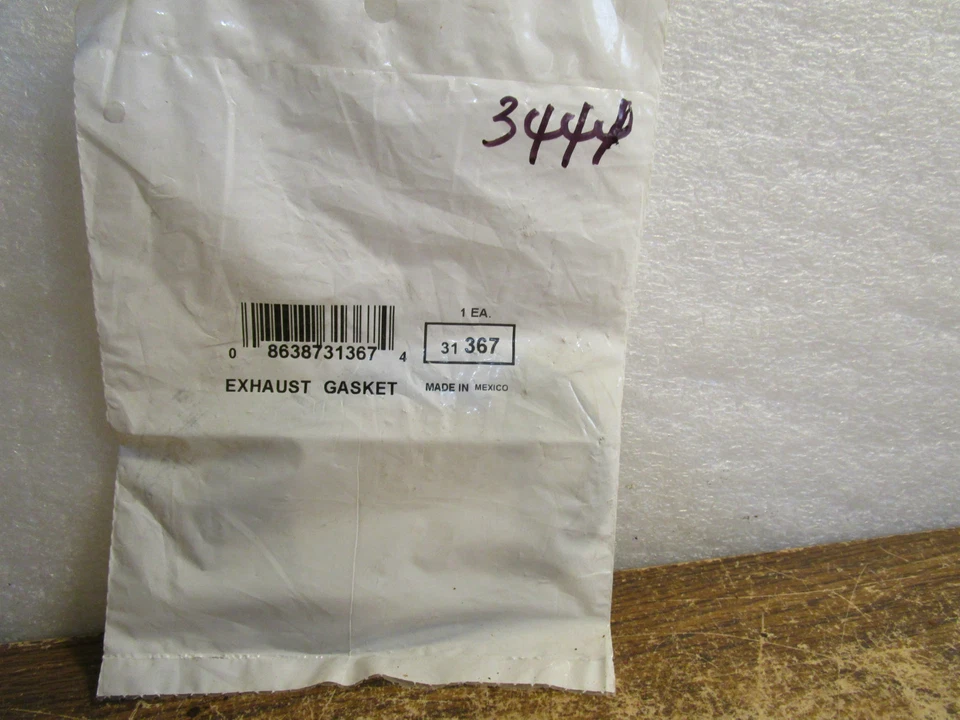 3444
1 EA.
31 367
0 8638731367 4
EXHAUST GASKET
MADE IN MEXICO